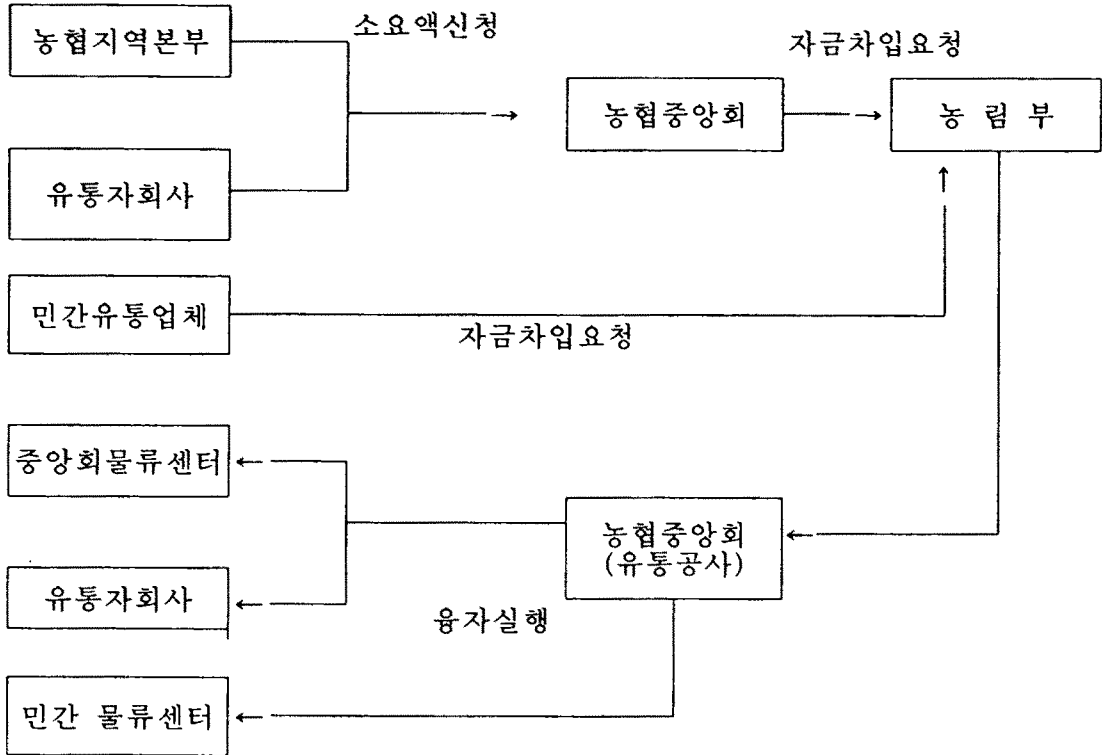 소요액신청
농협지역본부
자금차입요청
농협중앙회
농 림 부
유통자회사
민간유통업체
자금차입요청
중앙회물류센터
농협중앙회
(유통공사)
유통자회사
융자실행
민간 물류센터